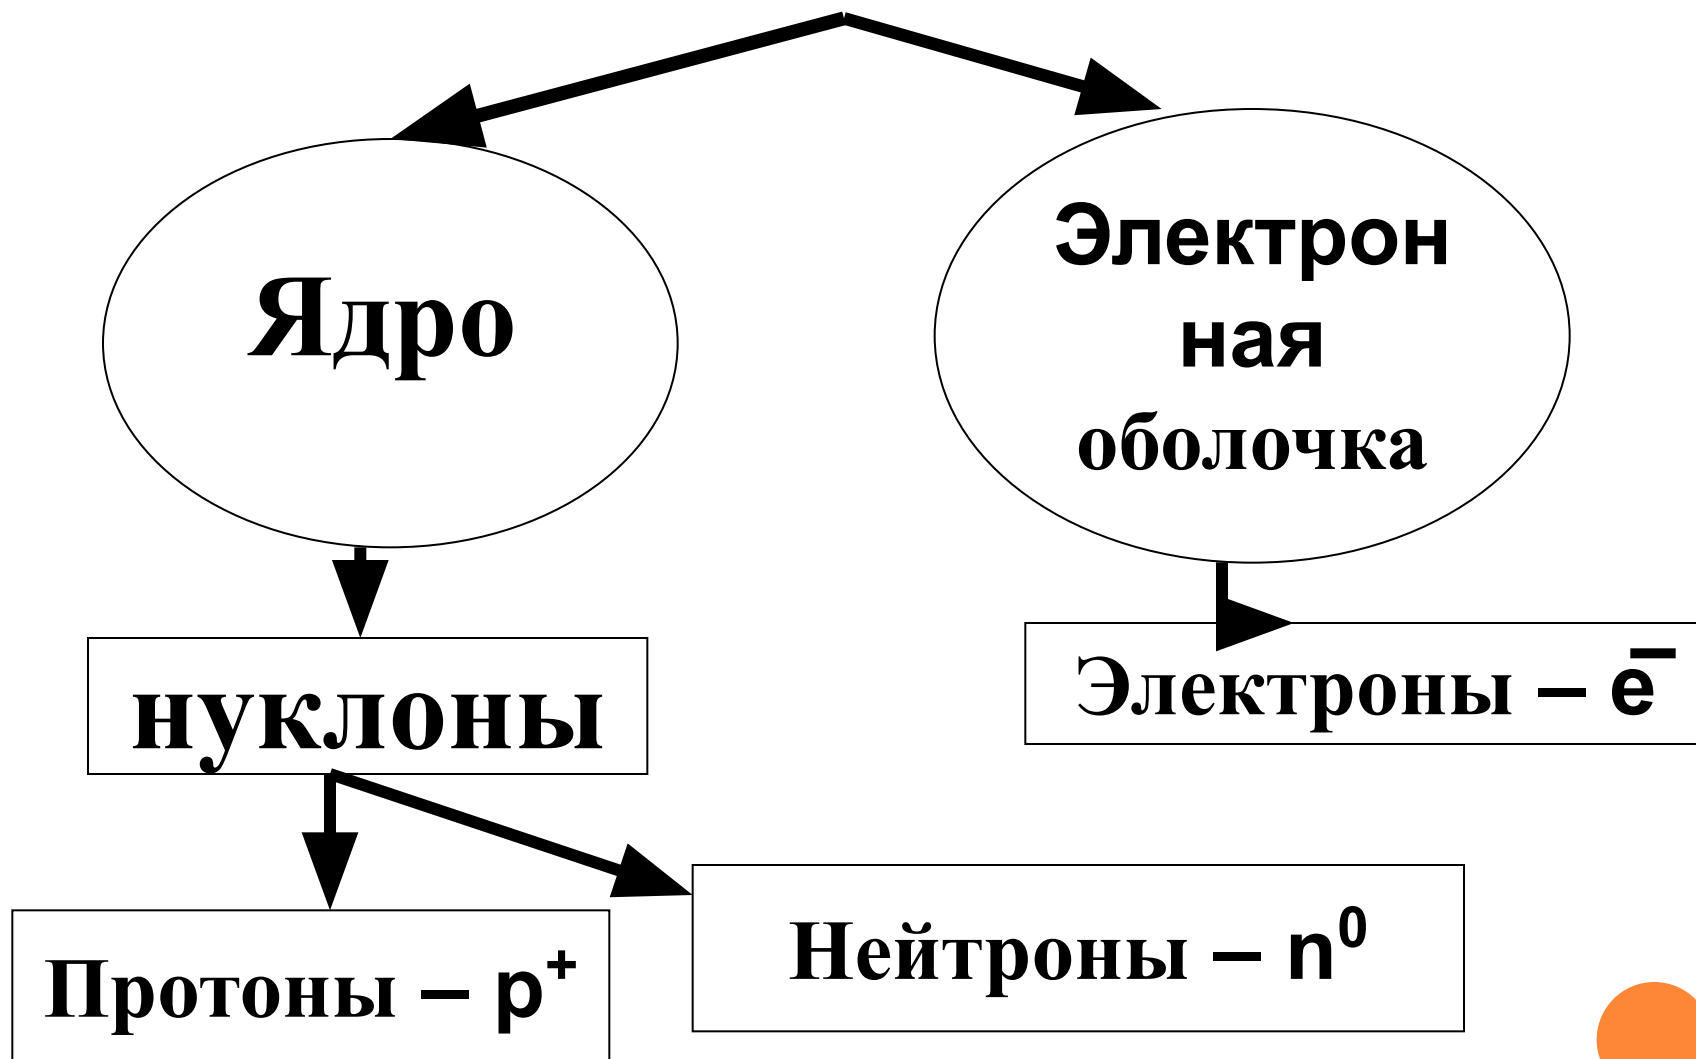 Ядро
Электрон
ная
оболочка
нуклоны
Электроны – e¯
Протоны – p⁺
Нейтроны – n⁰